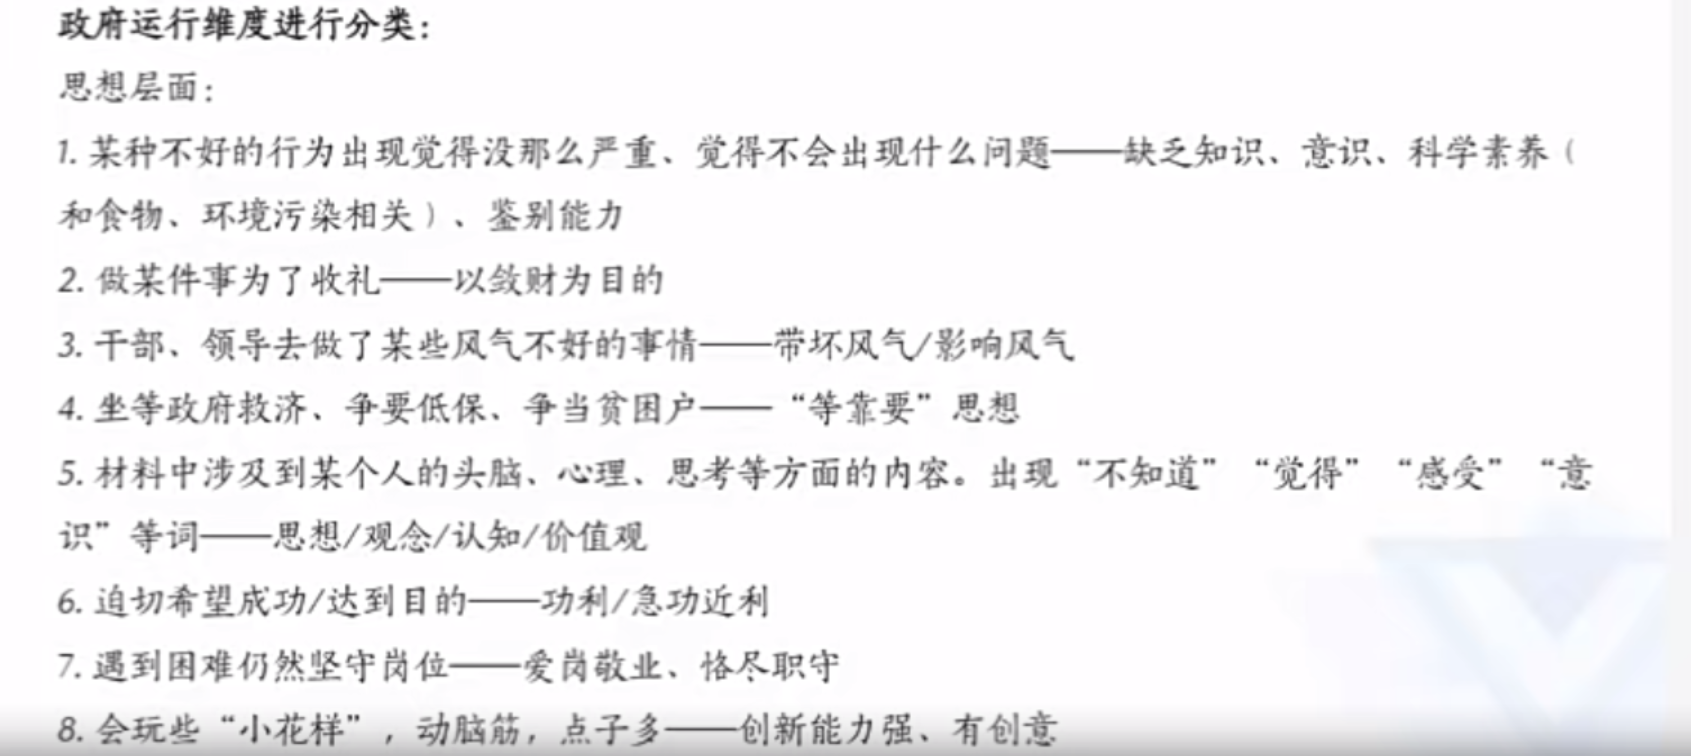 政府运行维度进行分类：
思想层面：
1. 某种不好的行为出现觉得没那么严重、觉得不会出现什么问题——缺乏知识、意识、科学素养（
和食物、环境污染相关）、鉴别能力
2. 做某件事为了收礼——以敛财为目的
3. 干部、领导去做了某些风气不好的事情——带坏风气/影响风气
4. 坐等政府救济、争要低保、争当贫困户——“等靠要”思想
5. 材料中涉及到某个人的头脑、心理、思考等方面的内容。出现“不知道”“觉得”“感受”“意
识”等词——思想/观念/认知/价值观
6. 迫切希望成功/达到目的——功利/急功近利
7. 遇到困难仍然坚守岗位——爱岗敬业、恪尽职守
8. 会玩些“小花样”，动脑筋，点子多——创新能力强、有创意